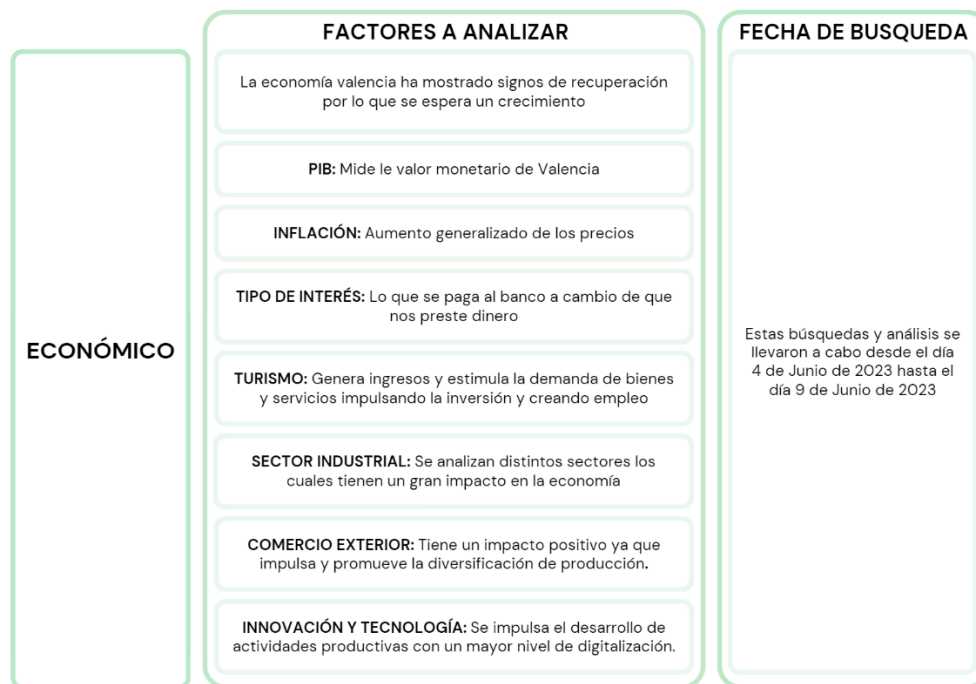 FACTORES A ANALIZAR
FECHA DE BUSQUEDA
ECONÓMICO
La economía valencia ha mostrado signos de recuperación
por lo que se espera un crecimiento
PIB: Mide le valor monetario de Valencia
INFLACIÓN: Aumento generalizado de los precios
TIPO DE INTERÉS: Lo que se paga al banco a cambio de que
nos preste dinero
TURISMO: Genera ingresos y estimula la demanda de bienes
y servicios impulsando la inversión y creando empleo
SECTOR INDUSTRIAL: Se analizan distintos sectores los
cuales tienen un gran impacto en la economía
COMERCIO EXTERIOR: Tiene un impacto positivo ya que
impulsa y promueve la diversificación de producción.
INNOVACIÓN Y TECNOLOGÍA: Se impulsa el desarrollo de
actividades productivas con un mayor nivel de digitalización.
Estas búsquedas y análisis se
llevaron a cabo desde el día
4 de Junio de 2023 hasta el
día 9 de Junio de 2023